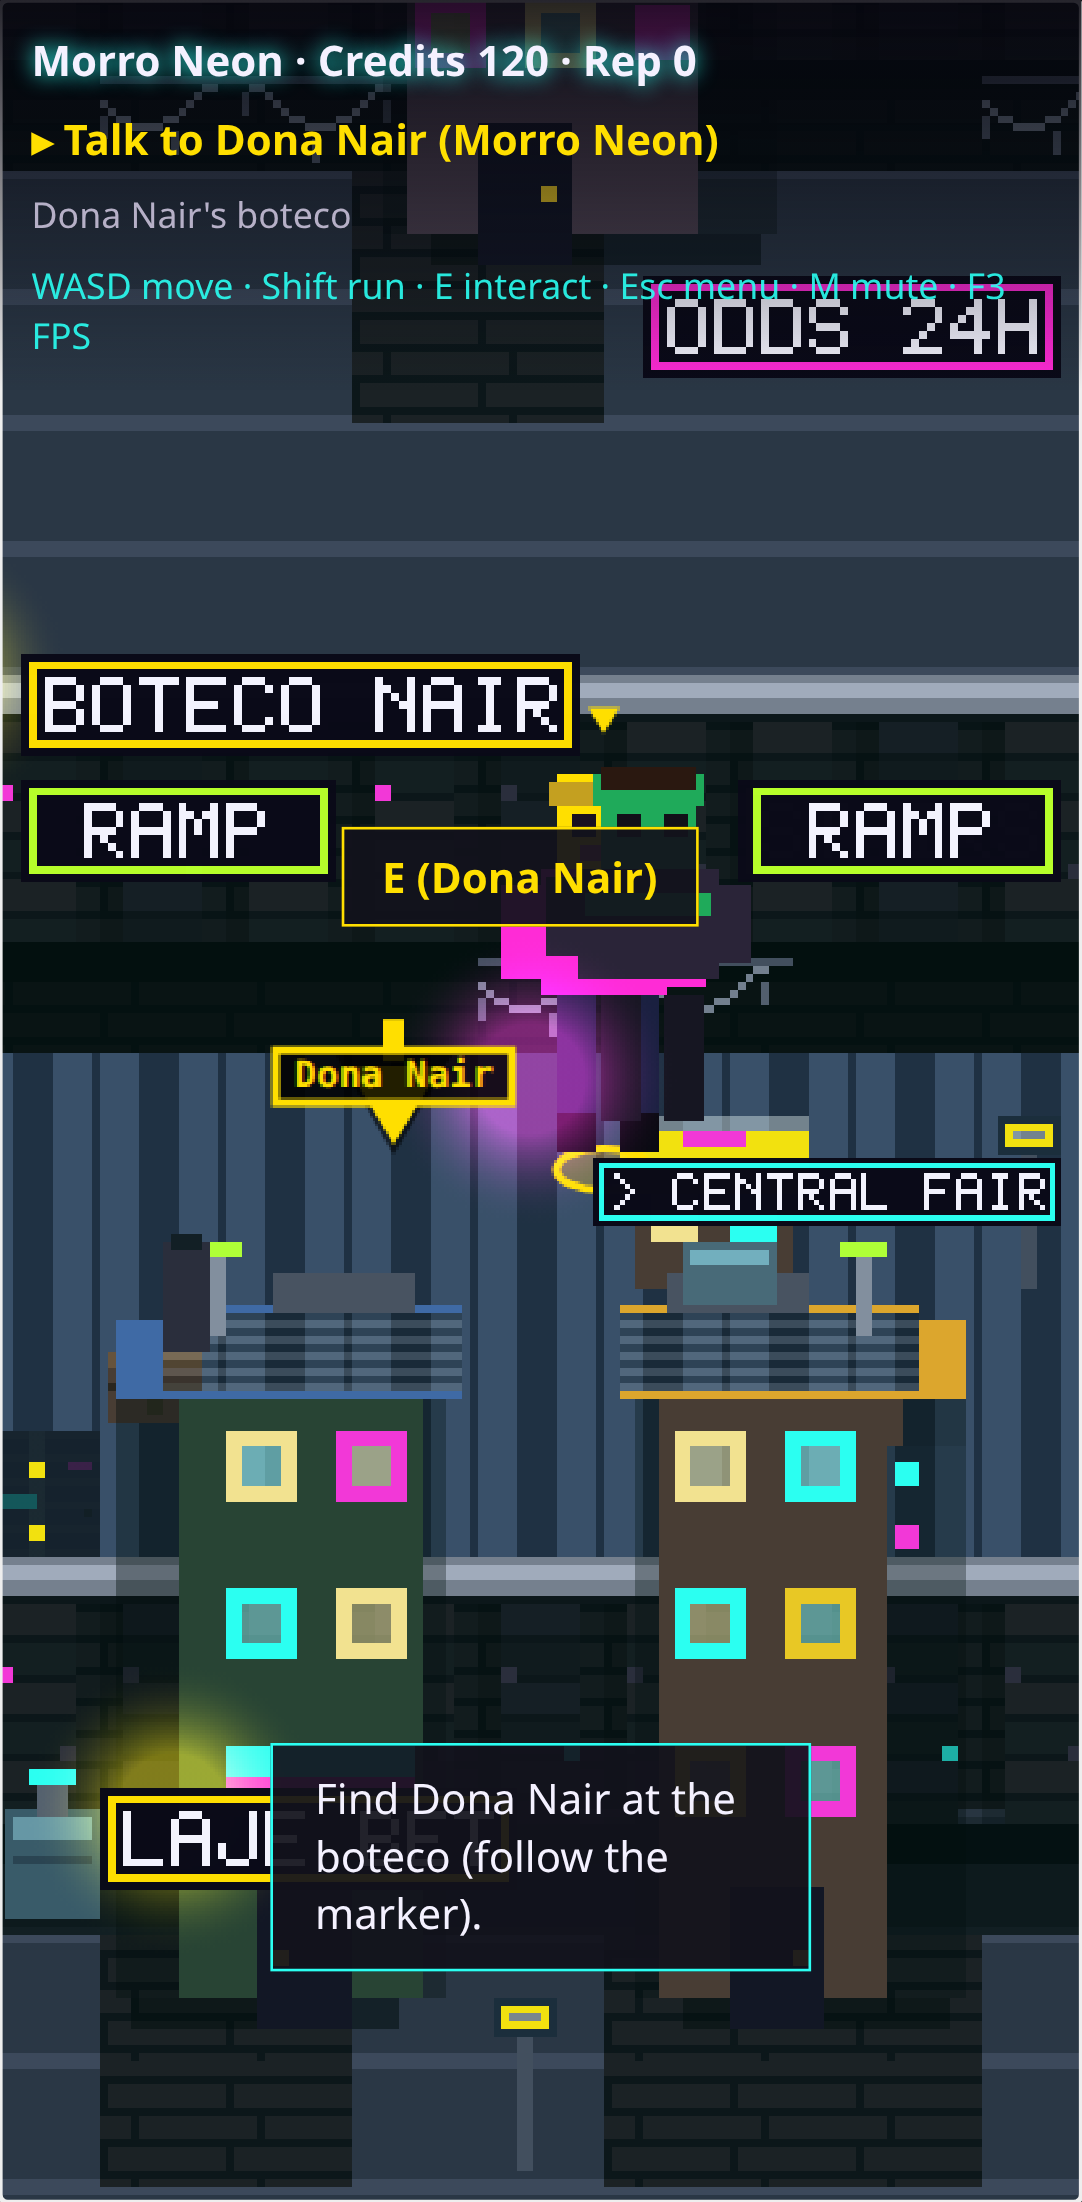 Morro Neon · Credits 120 · Rep 0
▸ Talk to Dona Nair (Morro Neon)
Dona Nair's boteco
WASD move · Shift run · E interact · Esc menu · M mute · F3
FPS
ODDS 24H
BOTECO NAIR
RAMP
RAMP
E (Dona Nair)
Dona Nair
> CENTRAL FAIR
LAJE BET
Find Dona Nair at the
boteco (follow the
marker).